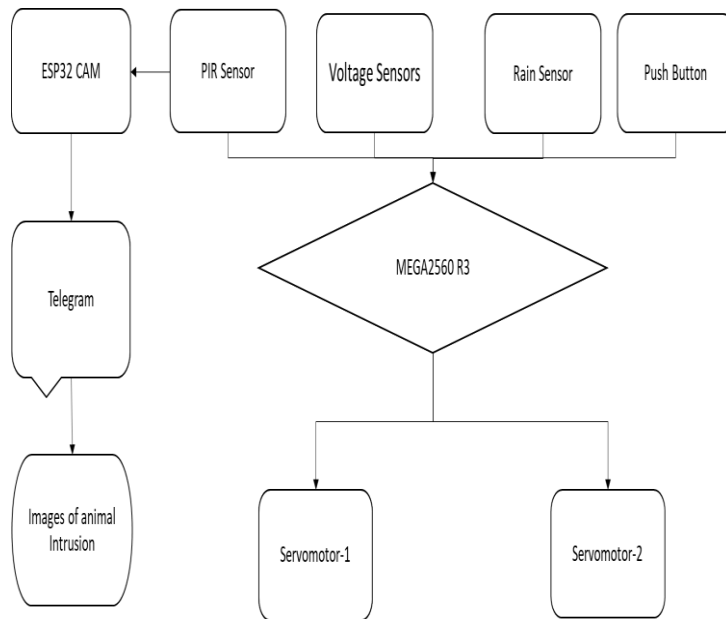 ESP32 CAM
PIR Sensor
Voltage Sensors
Rain Sensor
Push Button
MEGA2560 R3
Telegram
Images of animal
Intrusion
Servomotor-1
Servomotor-2